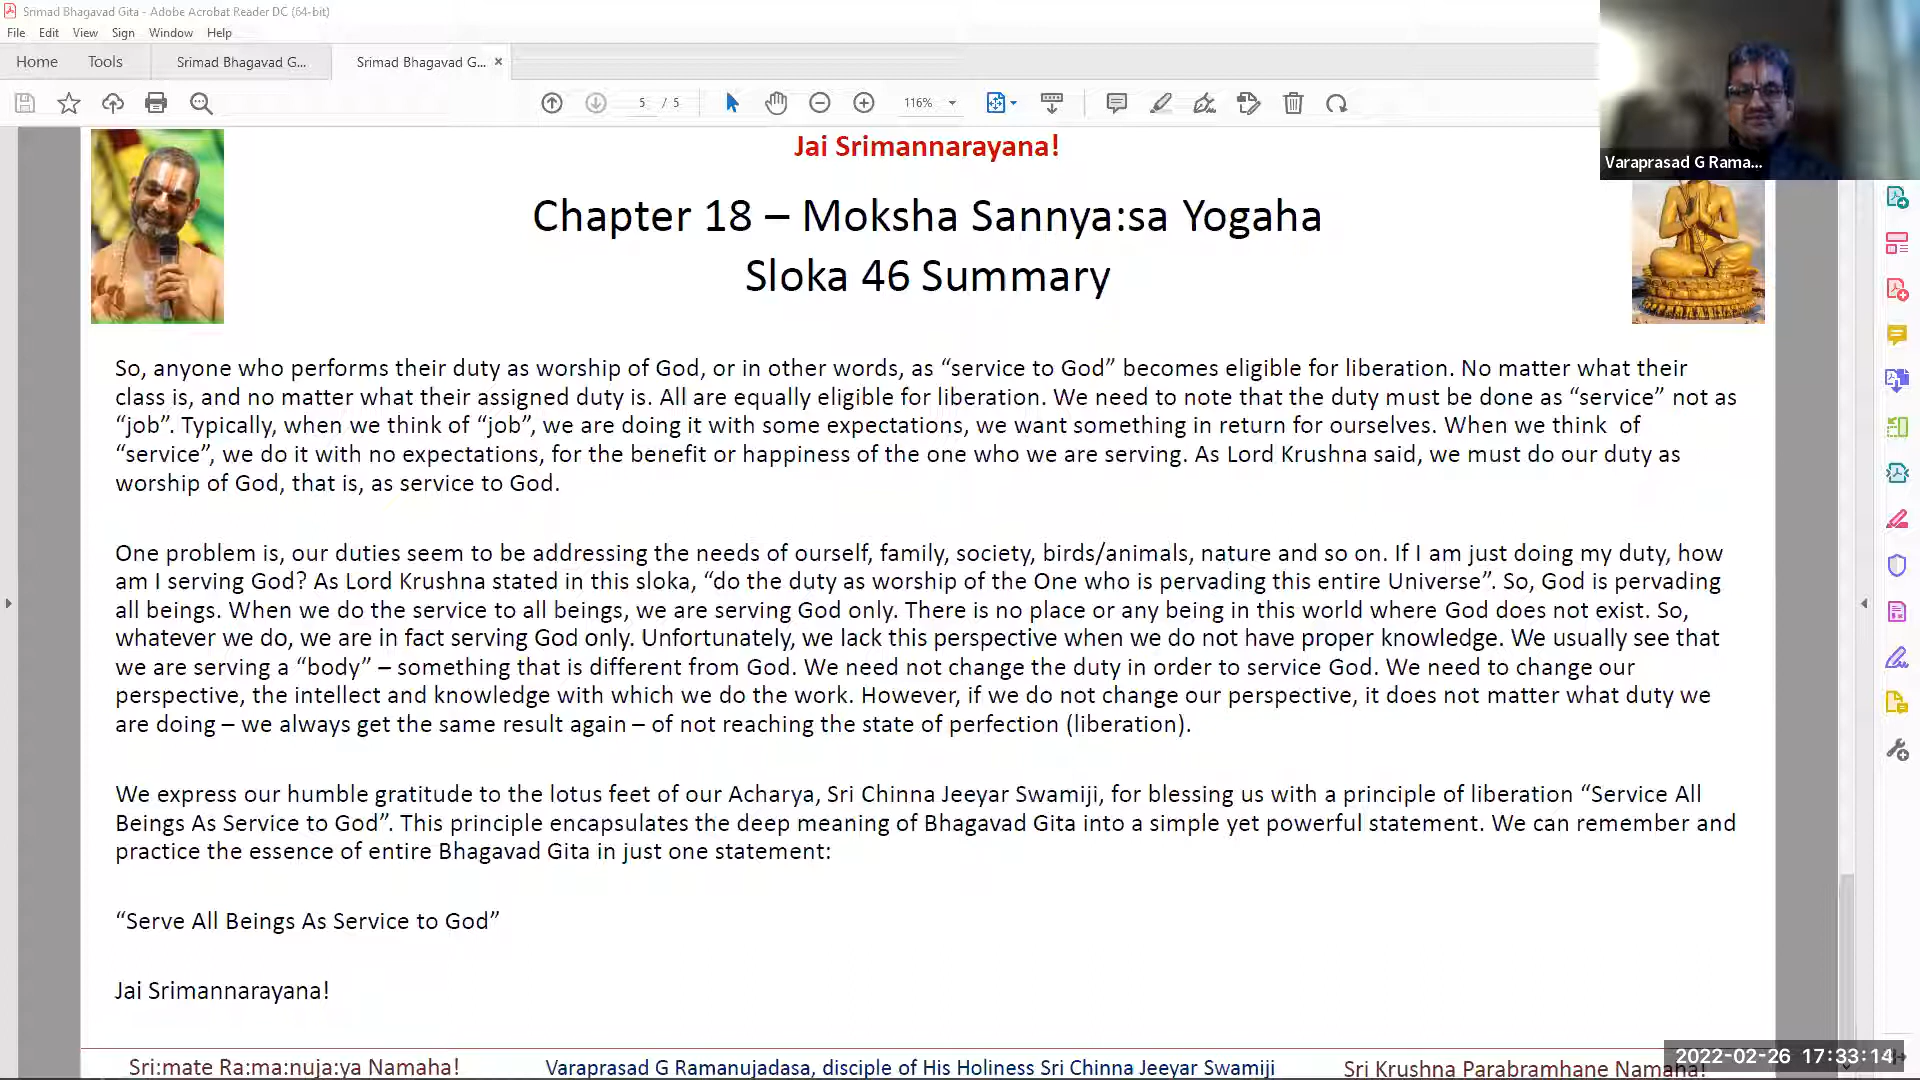 Srimad Bhagavad Gita - Adobe Acrobat Reader DC (64-bit)
File Edit View Sign Window Help
Home Tools Srimad Bhagavad G... Srimad Bhagavad G... ×
5 / 5 116%
Varaprasad G Rama...
Jai Srimannarayana!
Chapter 18 – Moksha Sannya:sa Yogaha
Sloka 46 Summary
So, anyone who performs their duty as worship of God, or in other words, as “service to God” becomes eligible for liberation. No matter what their
class is, and no matter what their assigned duty is. All are equally eligible for liberation. We need to note that the duty must be done as “service” not as
“job”. Typically, when we think of “job”, we are doing it with some expectations, we want something in return for ourselves. When we think of
“service”, we do it with no expectations, for the benefit or happiness of the one who we are serving. As Lord Krushna said, we must do our duty as
worship of God, that is, as service to God.
One problem is, our duties seem to be addressing the needs of ourself, family, society, birds/animals, nature and so on. If I am just doing my duty, how
am I serving God? As Lord Krushna stated in this sloka, “do the duty as worship of the One who is pervading this entire Universe”. So, God is pervading
all beings. When we do the service to all beings, we are serving God only. There is no place or any being in this world where God does not exist. So,
whatever we do, we are in fact serving God only. Unfortunately, we lack this perspective when we do not have proper knowledge. We usually see that
we are serving a “body” – something that is different from God. We need not change the duty in order to service God. We need to change our
perspective, the intellect and knowledge with which we do the work. However, if we do not change our perspective, it does not matter what duty we
are doing – we always get the same result again – of not reaching the state of perfection (liberation).
We express our humble gratitude to the lotus feet of our Acharya, Sri Chinna Jeeyar Swamiji, for blessing us with a principle of liberation “Service All
Beings As Service to God”. This principle encapsulates the deep meaning of Bhagavad Gita into a simple yet powerful statement. We can remember and
practice the essence of entire Bhagavad Gita in just one statement:
“Serve All Beings As Service to God”
Jai Srimannarayana!
Sri:mate Ra:ma:nuja:ya Namaha! Varaprasad G Ramanujadasa, disciple of His Holiness Sri Chinna Jeeyar Swamiji Sri Krushna Parabramhane Namaha!
2022-02-26 17:33:14